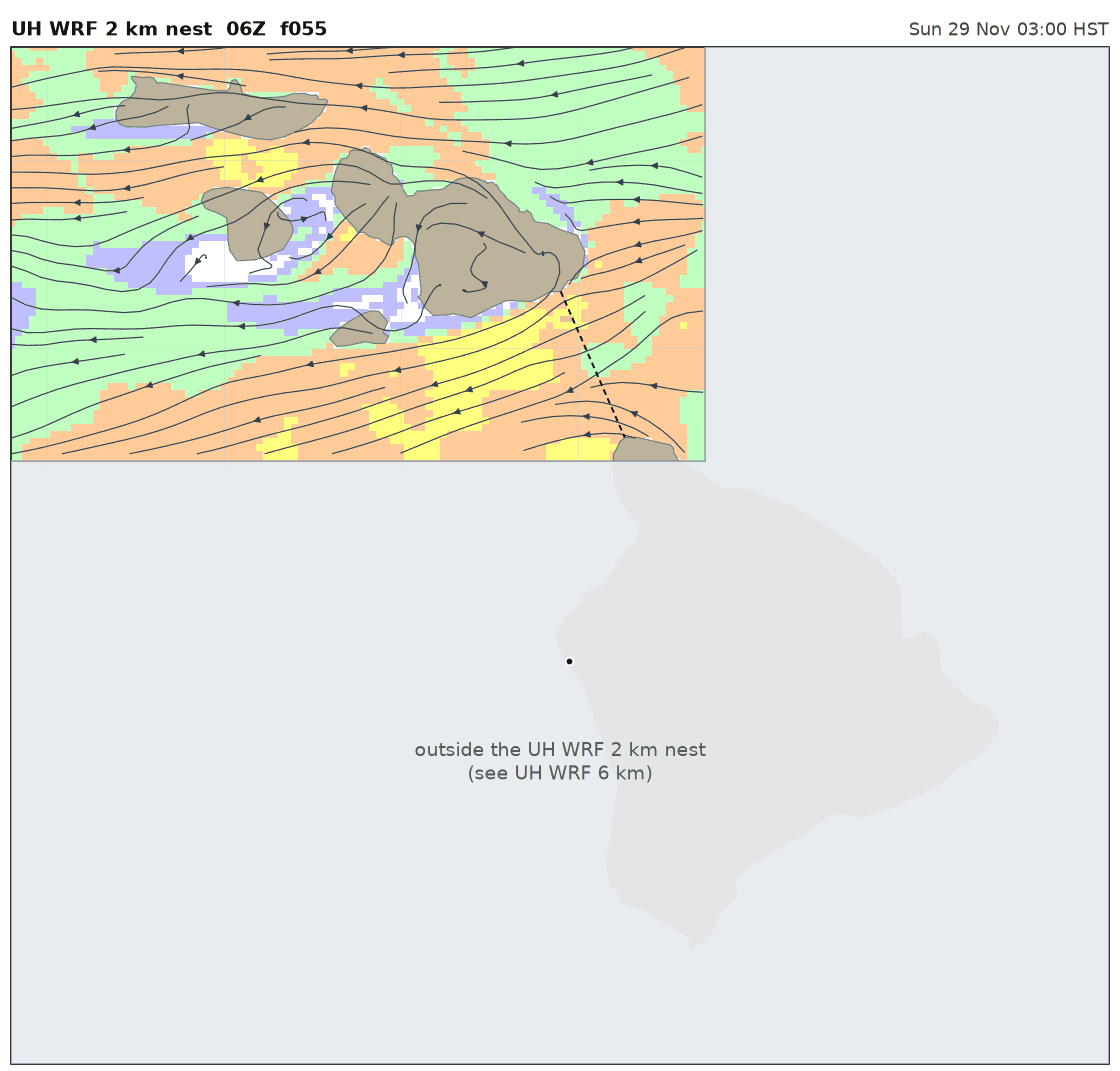 UH WRF 2 km nest  06Z  f055
Sun 29 Nov 03:00 HST
outside the UH WRF 2 km nest
(see UH WRF 6 km)